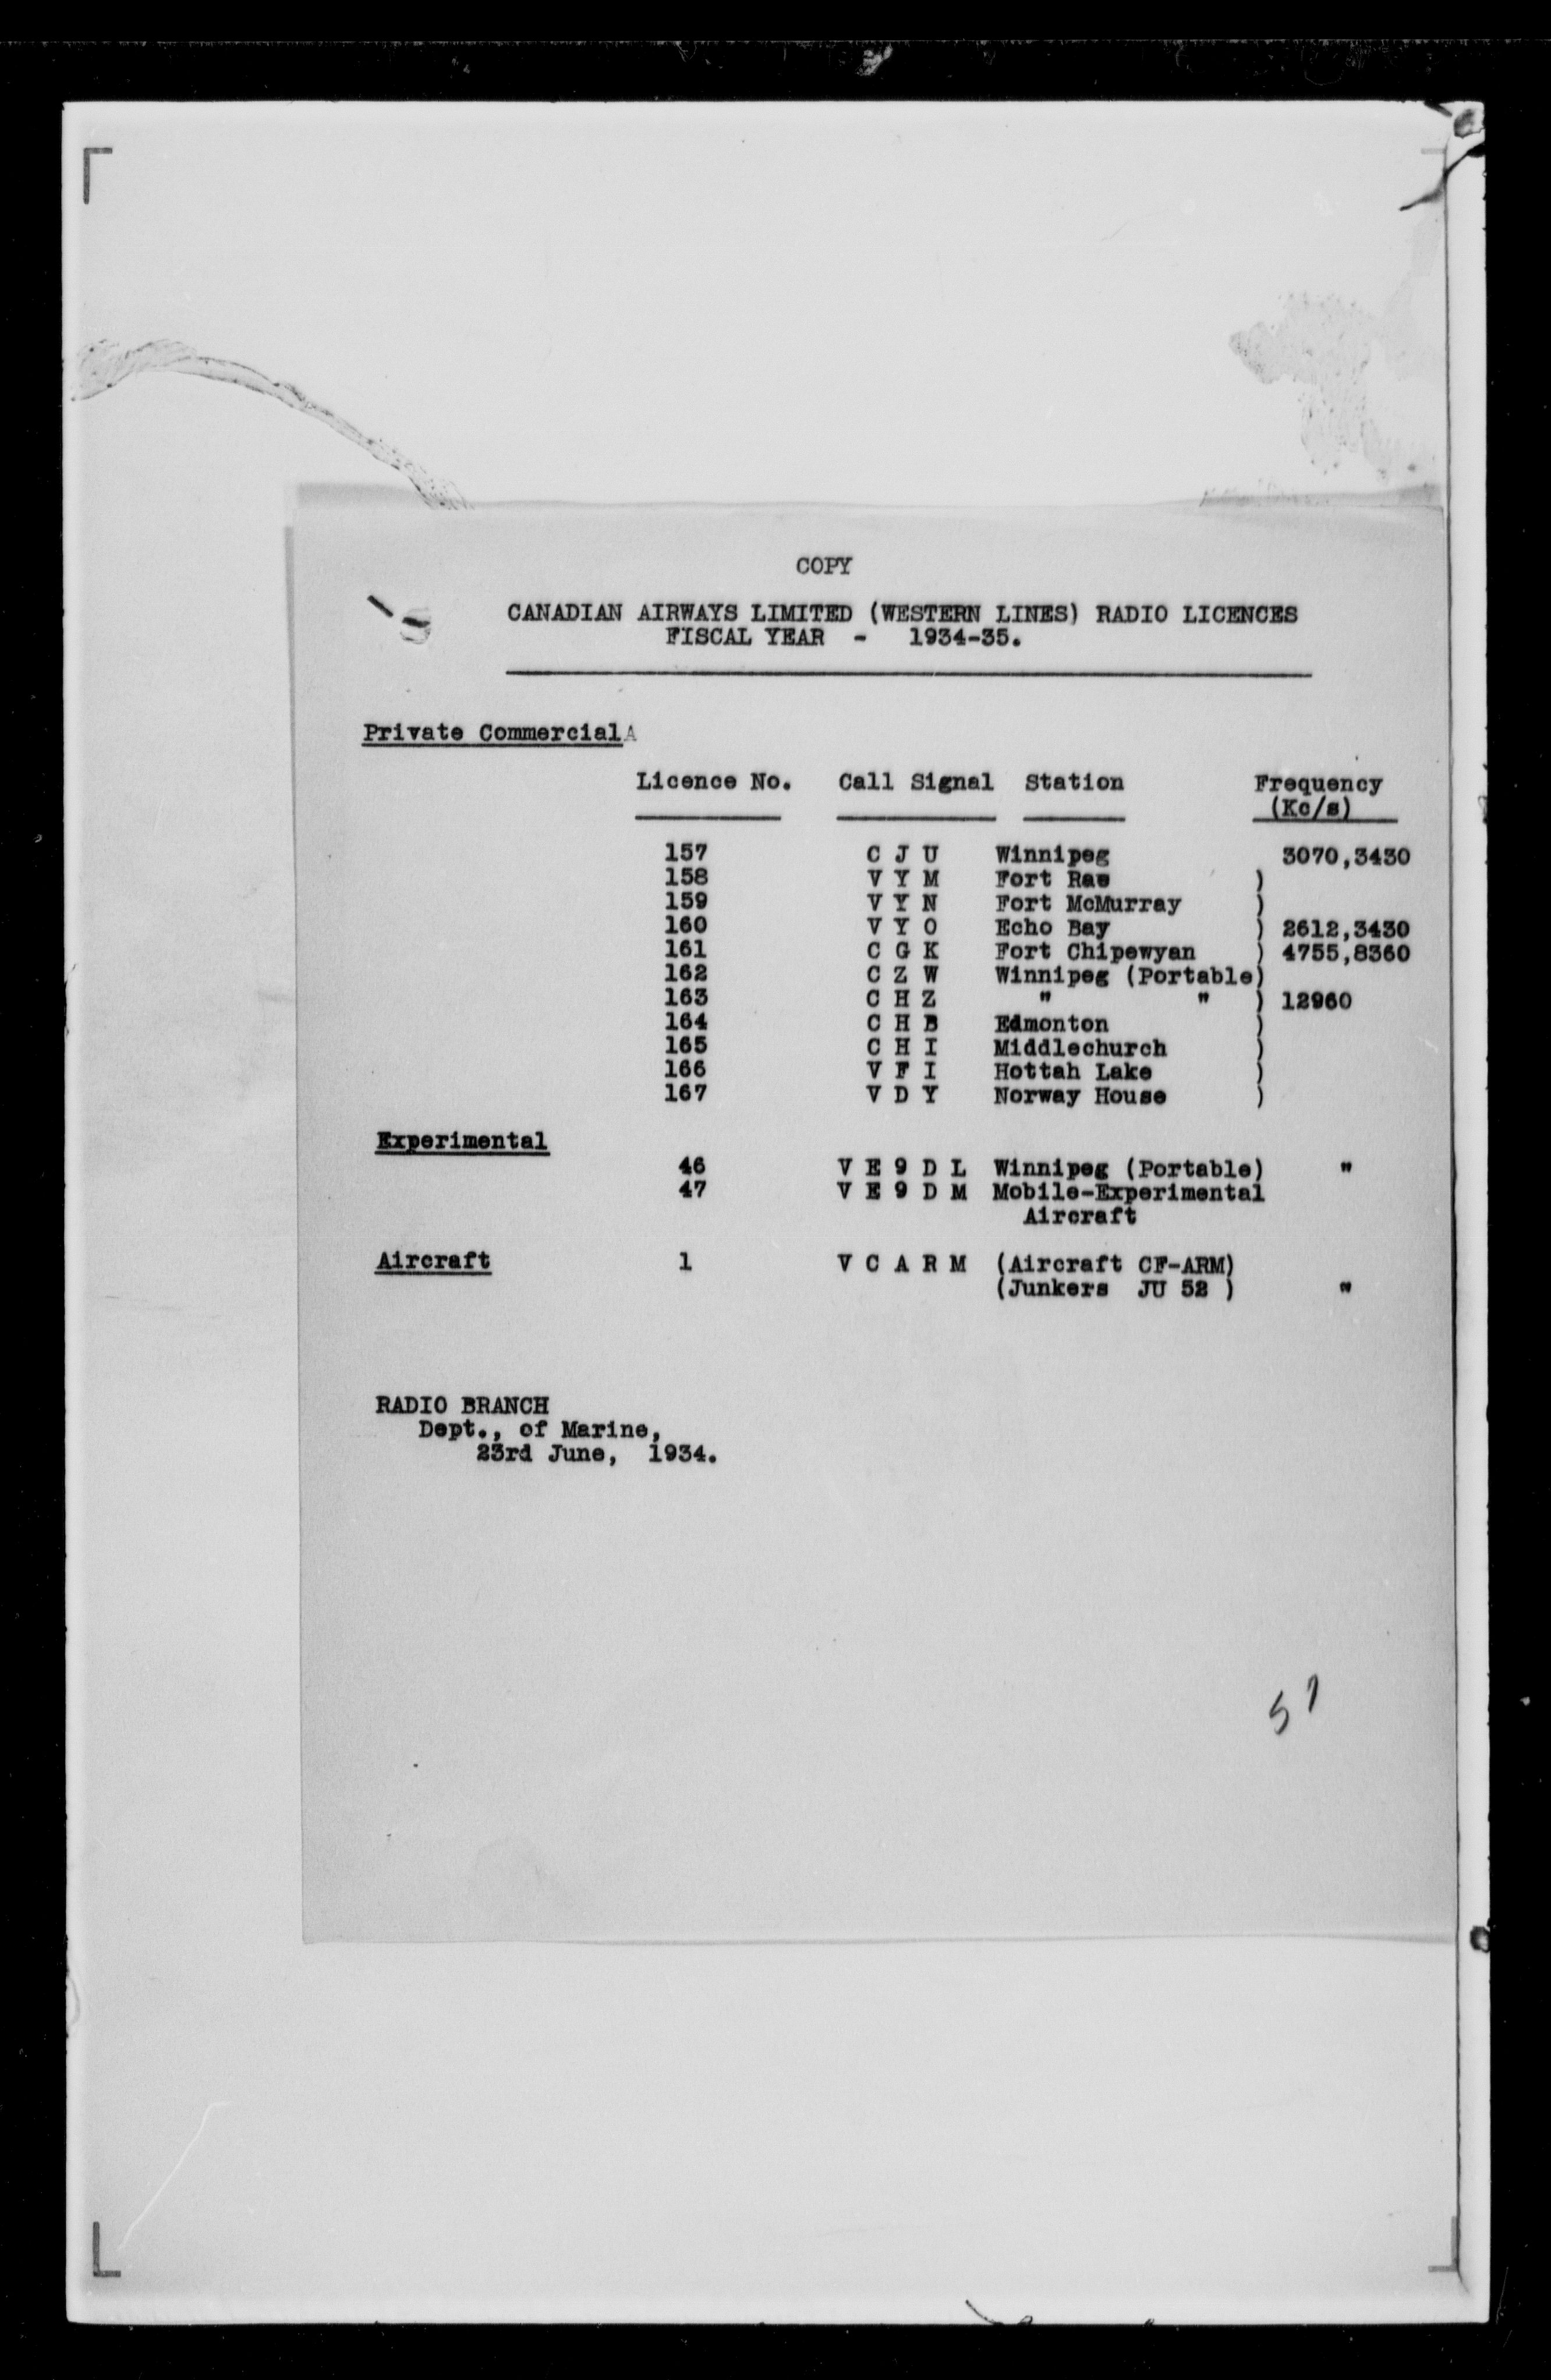 COPY
CANADIAN AIRWAYS LIMITED (WESTERN LINES) RADIO LICENCES
FISCAL YEAR - 1934-35.
Private Commercial A
Licence No. Call Signal Station Frequency
(Kc/s)
157 C J U Winnipeg 3070,3430
158 V Y M Fort Rae )
159 V Y N Fort McMurray )
160 V Y O Echo Bay ) 2612,3430
161 C G K Fort Chipewyan ) 4755,8360
162 C Z W Winnipeg (Portable)
163 C H Z " " ) 12960
164 C H B Edmonton )
165 C H I Middlechurch )
166 V F I Hottah Lake )
167 V D Y Norway House )
Experimental
46 V E 9 D L Winnipeg (Portable) "
47 V E 9 D M Mobile-Experimental
Aircraft
Aircraft 1 V C A R M (Aircraft CF-ARM)
(Junkers JU 52 ) "
RADIO BRANCH
Dept., of Marine,
23rd June, 1934.
57